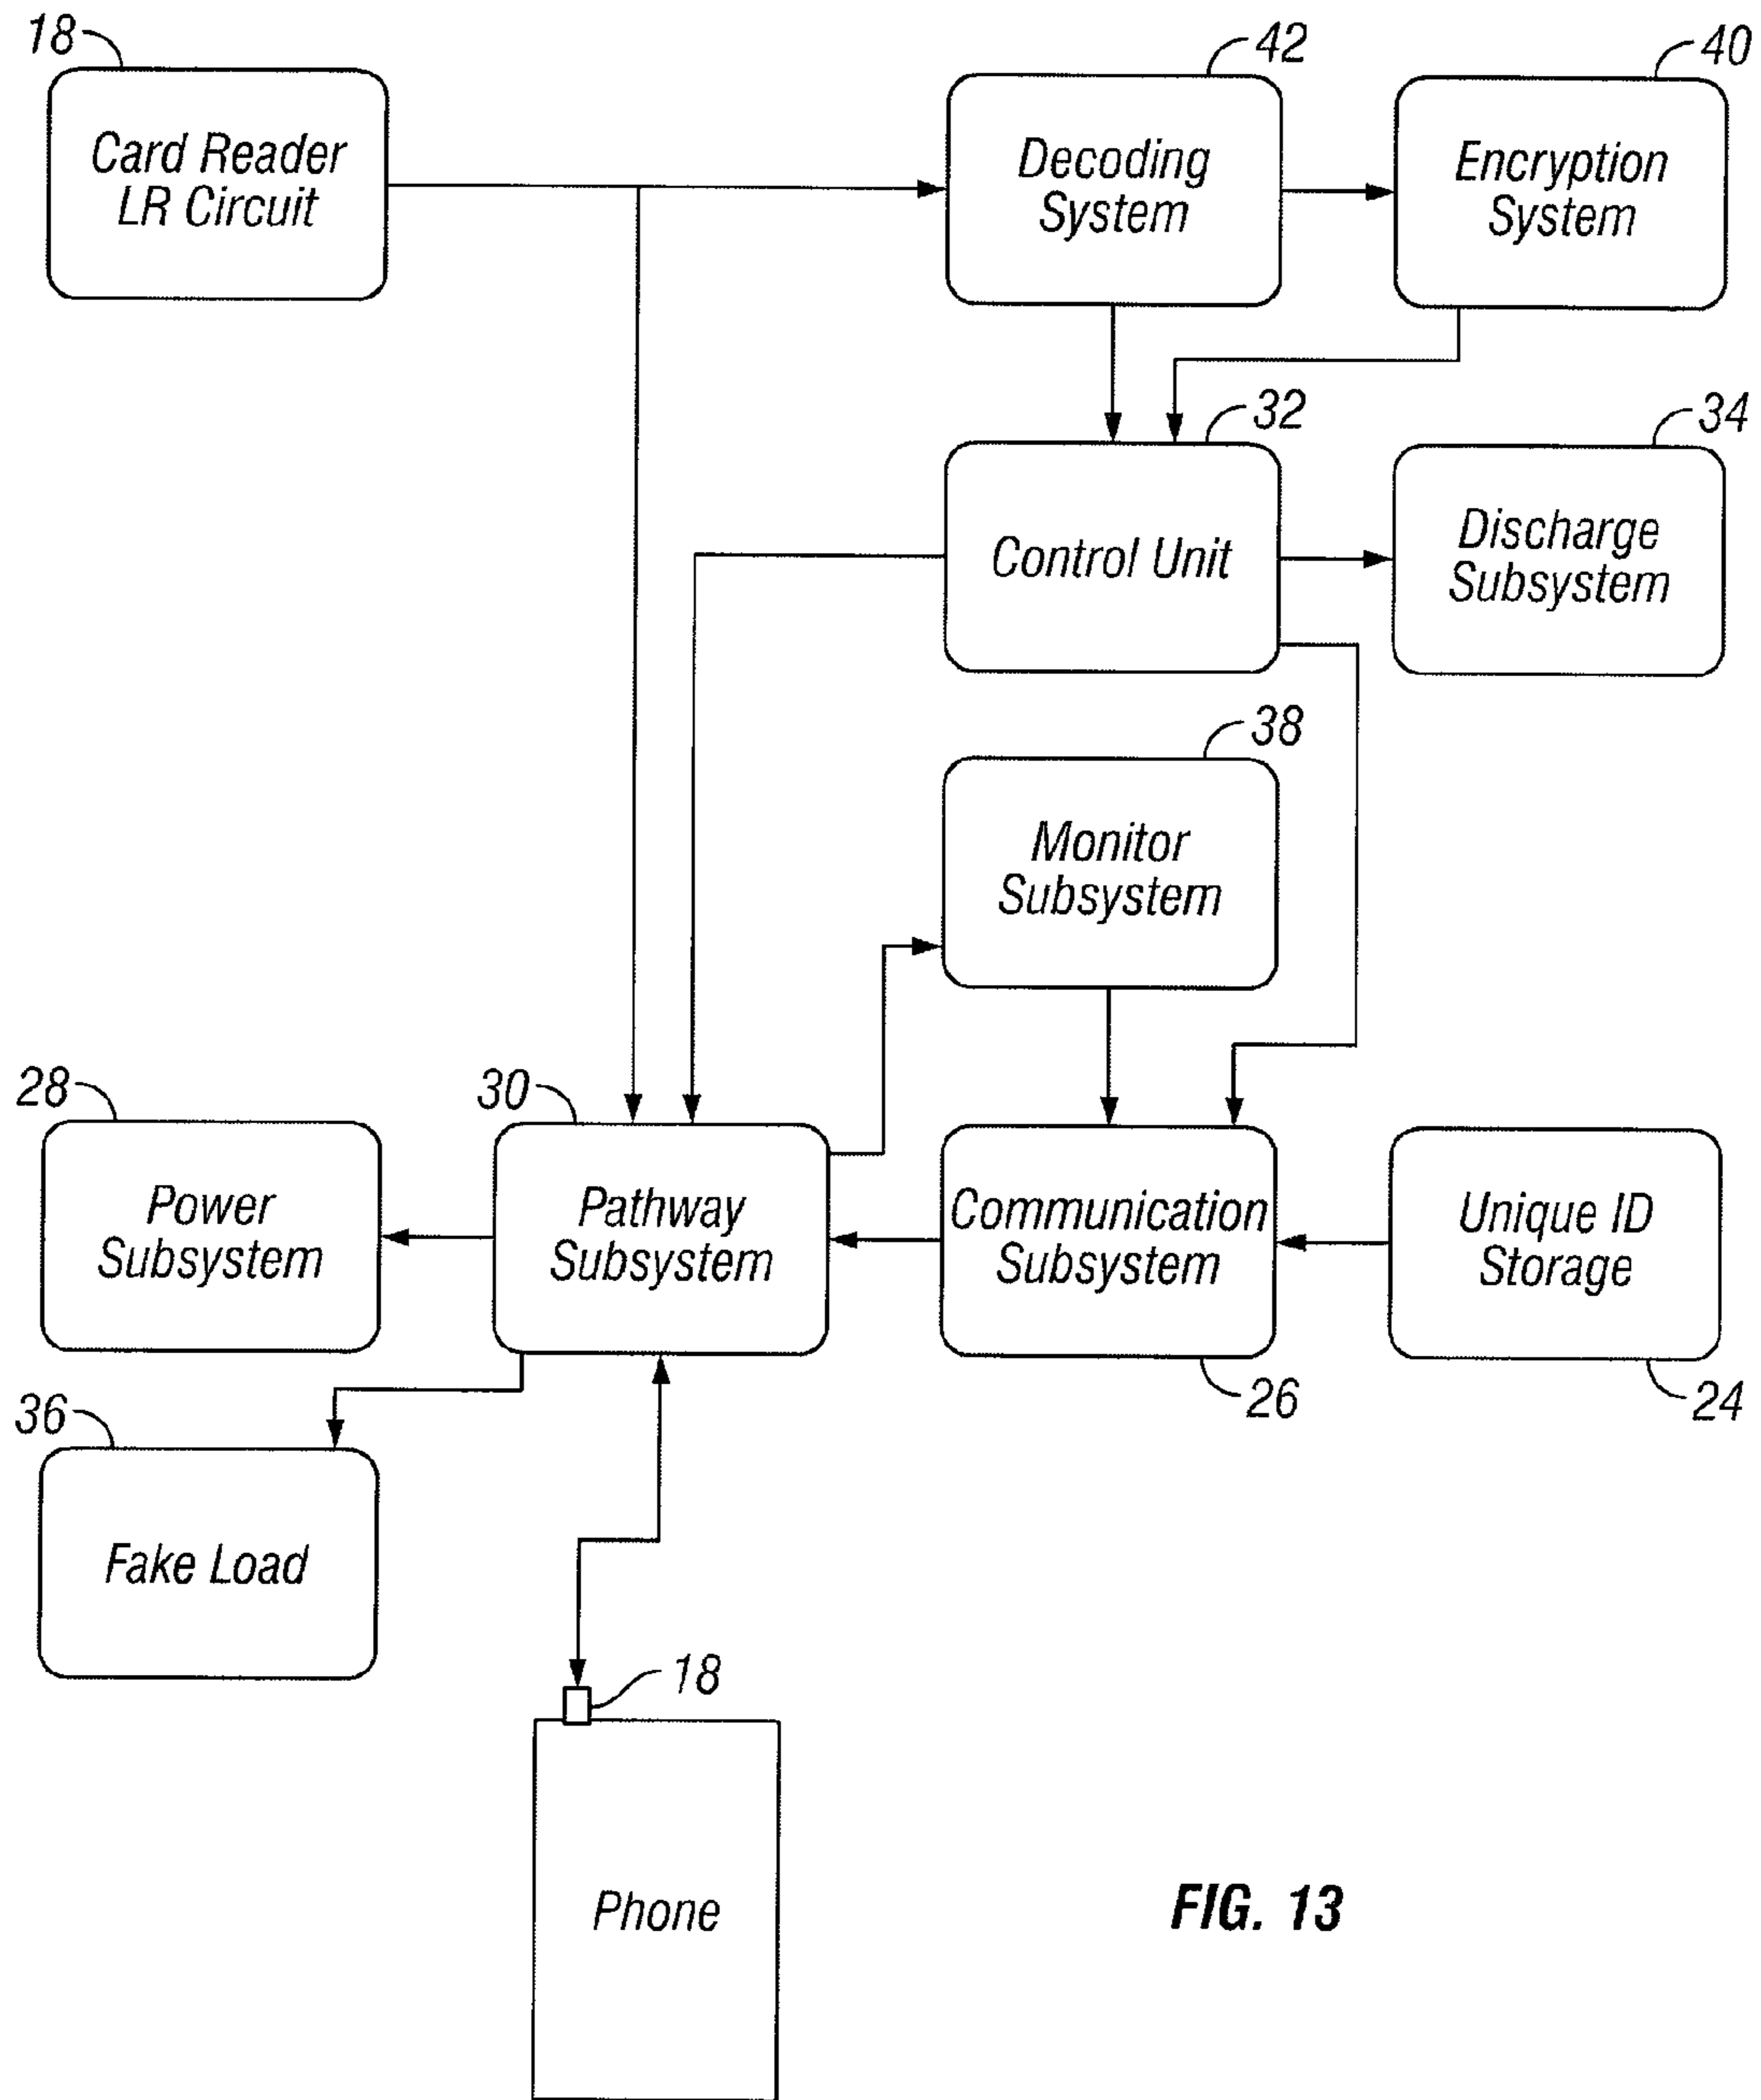 18
Card Reader
LR Circuit
42
Decoding
System
40
Encryption
System
32
Control Unit
34
Discharge
Subsystem
38
Monitor
Subsystem
28
Power
Subsystem
30
Pathway
Subsystem
Communication
Subsystem
26
Unique ID
Storage
24
36
Fake Load
18
Phone
FIG. 13